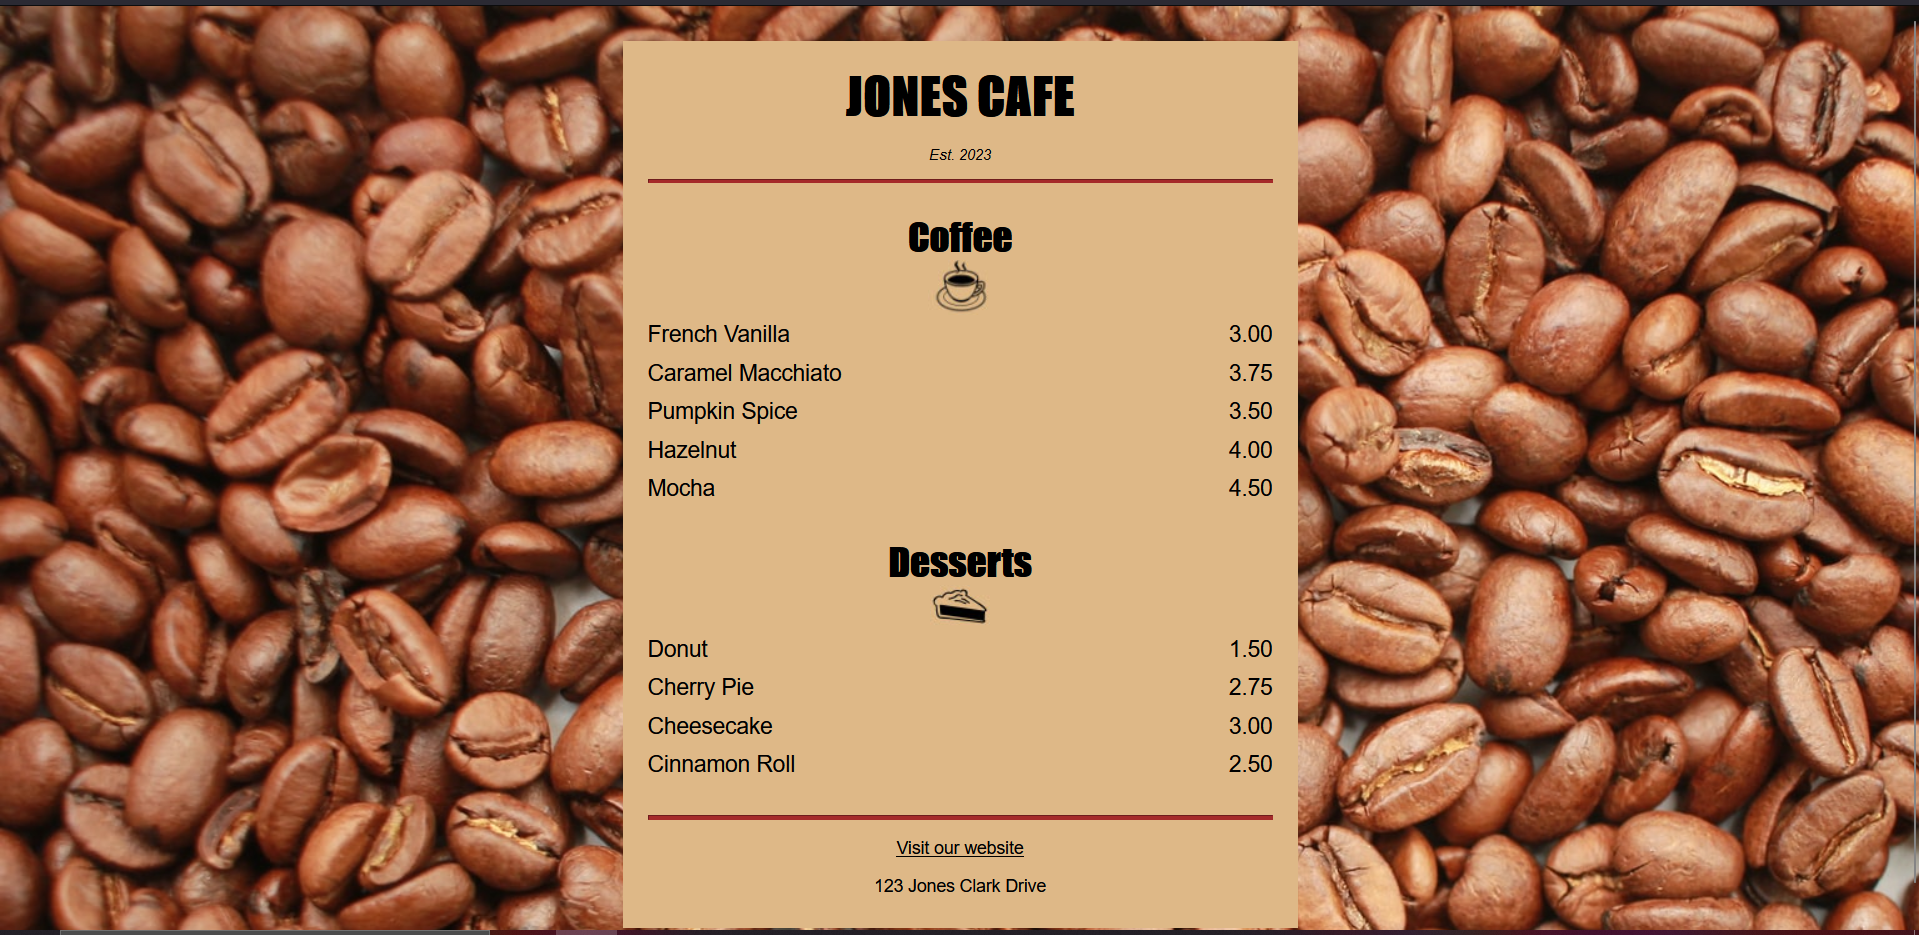 JONES CAFE
Est. 2023
Coffee
French Vanilla 3.00
Caramel Macchiato 3.75
Pumpkin Spice 3.50
Hazelnut 4.00
Mocha 4.50
Desserts
Donut 1.50
Cherry Pie 2.75
Cheesecake 3.00
Cinnamon Roll 2.50
Visit our website
123 Jones Clark Drive